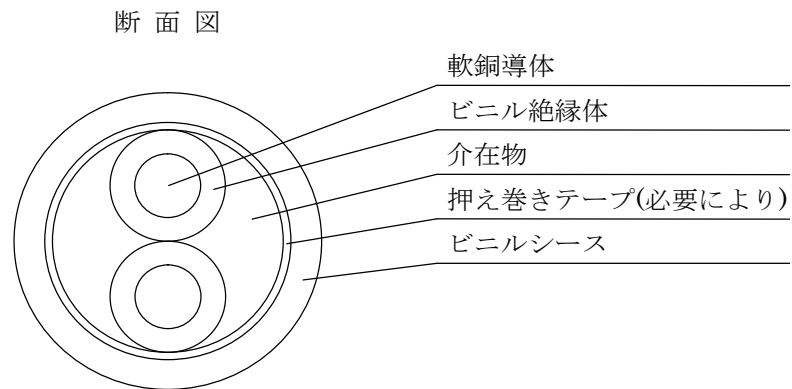 断 面 図
軟銅導体
ビニル絶縁体
介在物
押え巻きテープ(必要により)
ビニルシース